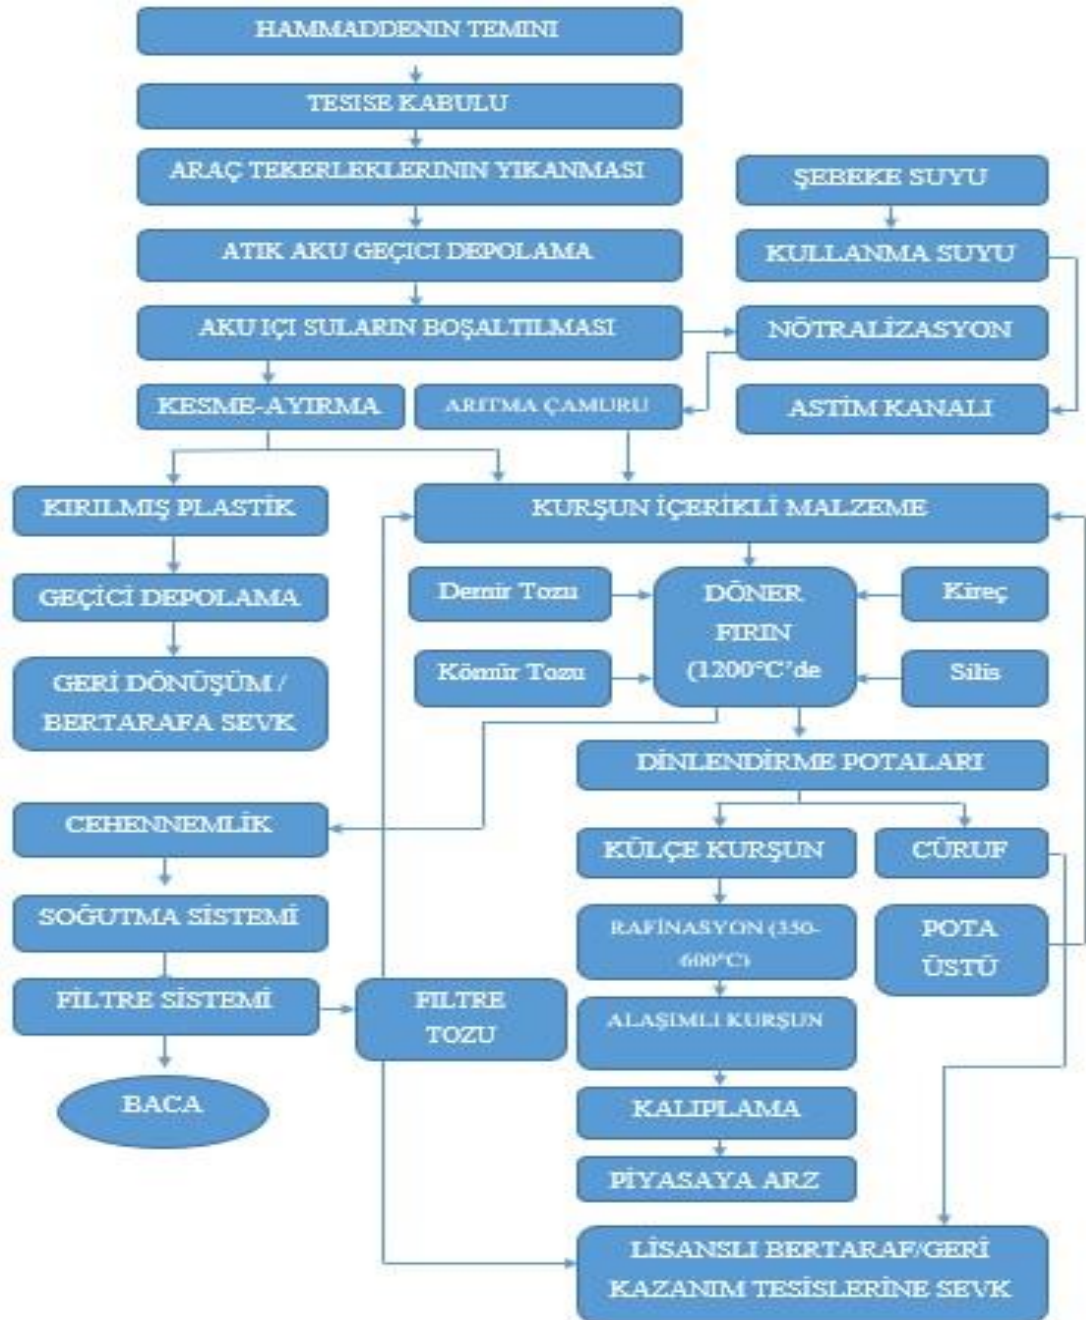 HAMMADDENIN TEMINI
TESISE KABULU
ARAÇ TEKERLEKLERININ YIKANMASI
ŞEBEKE SUYU
ATIK AKU GEÇICI DEPOLAMA
KULLANMA SUYU
AKU IÇI SULARIN BOŞALTILMASI
NÖTRALİZASYON
KESME-AYIRMA
ARITMA ÇAMURU
ASTİM KANALI
KIRILMIŞ PLASTİK
KURŞUN İÇERİKLİ MALZEME
GEÇİCİ DEPOLAMA
Demir Tozu
DÖNER
FIRIN
(1200°C'de
Kireç
GERİ DÖNÜŞÜM /
BERTARAFA SEVK
Kömür Tozu
Silis
DİNLENDİRME POTALARI
CEHENNEMLİK
KÜLÇE KURŞUN
CÜRUF
SOĞUTMA SİSTEMİ
RAFİNASYON (350-
600°C)
POTA
ÜSTÜ
FİLTRE SİSTEMİ
FILTRE
TOZU
ALAŞIMLI KURŞUN
BACA
KALIPLAMA
PİYASAYA ARZ
LİSANSLI BERTARAF/GERİ
KAZANIM TESİSLERİNE SEVK